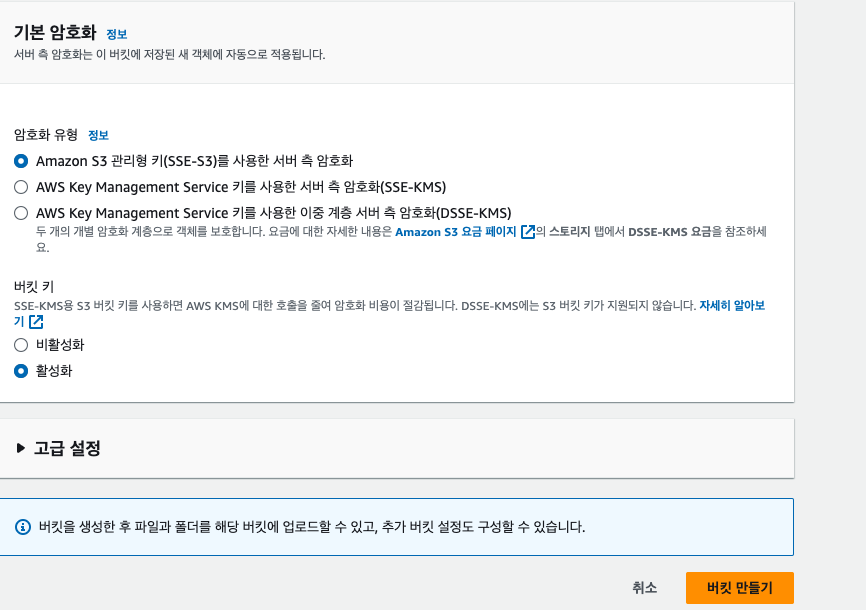 기본 암호화 정보
서버 측 암호화는 이 버킷에 저장된 새 객체에 자동으로 적용됩니다.
암호화 유형 정보
Amazon S3 관리형 키(SSE-S3)를 사용한 서버 측 암호화
AWS Key Management Service 키를 사용한 서버 측 암호화(SSE-KMS)
AWS Key Management Service 키를 사용한 이중 계층 서버 측 암호화(DSSE-KMS)
두 개의 개별 암호화 계층으로 객체를 보호합니다. 요금에 대한 자세한 내용은 Amazon S3 요금 페이지의 스토리지 탭에서 DSSE-KMS 요금을 참조하세
요.
버킷 키
SSE-KMS용 S3 버킷 키를 사용하면 AWS KMS에 대한 호출을 줄여 암호화 비용이 절감됩니다. DSSE-KMS에는 S3 버킷 키가 지원되지 않습니다. 자세히 알아보
기
비활성화
활성화
고급 설정
버킷을 생성한 후 파일과 폴더를 해당 버킷에 업로드할 수 있고, 추가 버킷 설정도 구성할 수 있습니다.
취소 버킷 만들기